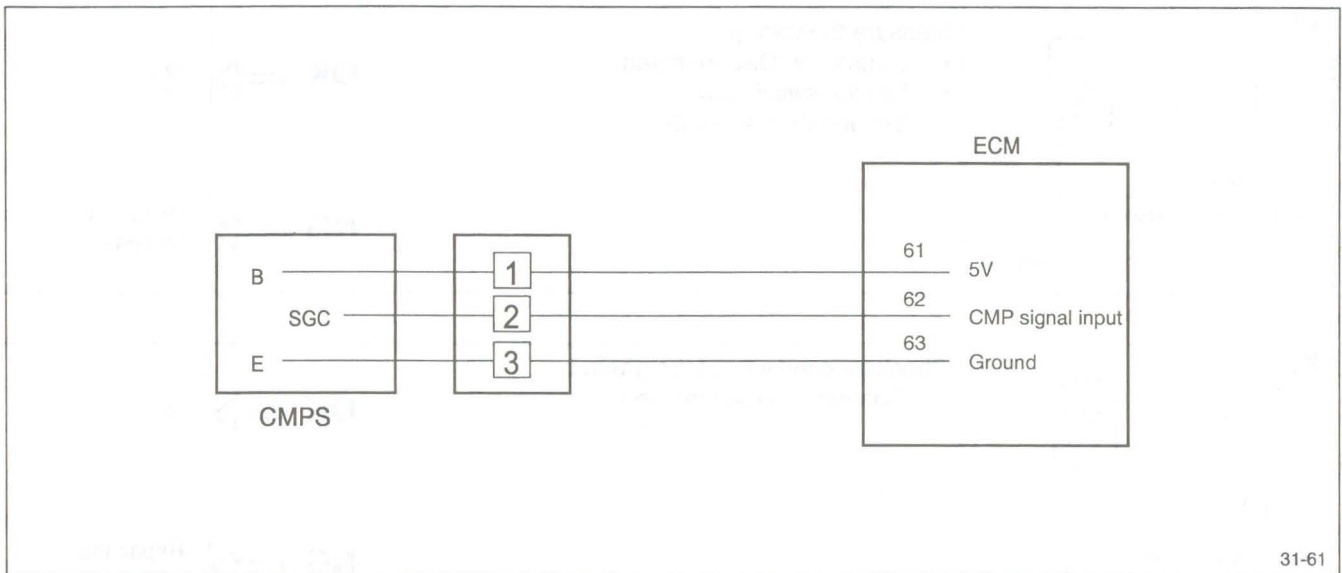 ECM
B 1 61 5V
SGC 2 62 CMP signal input
E 3 63 Ground
CMPS
31-61